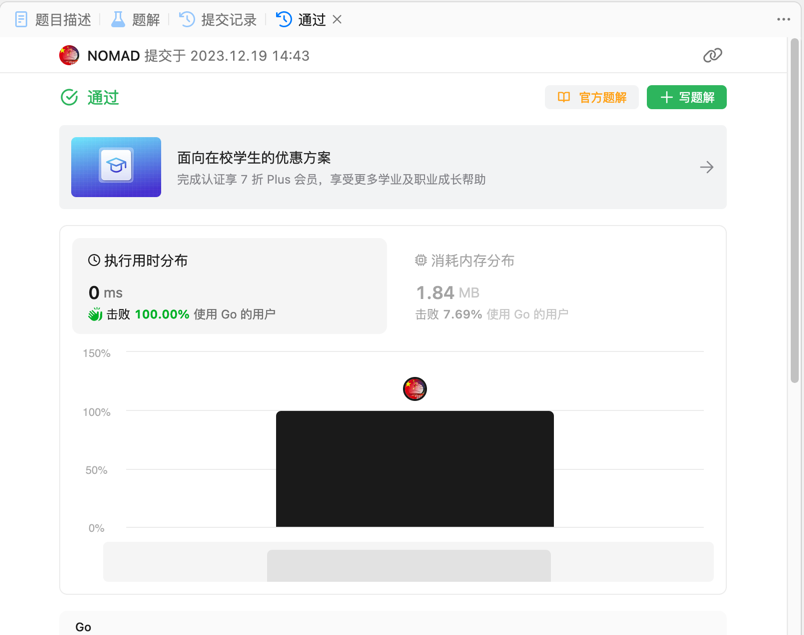 题目描述 题解 提交记录 通过
NOMAD 提交于 2023.12.19 14:43
通过
官方题解 写题解
面向在校学生的优惠方案
完成认证享 7 折 Plus 会员，享受更多学业及职业成长帮助
执行用时分布 消耗内存分布
0 ms 1.84 MB
击败 100.00% 使用 Go 的用户 击败 7.69% 使用 Go 的用户
150%
100%
50%
0%
Go